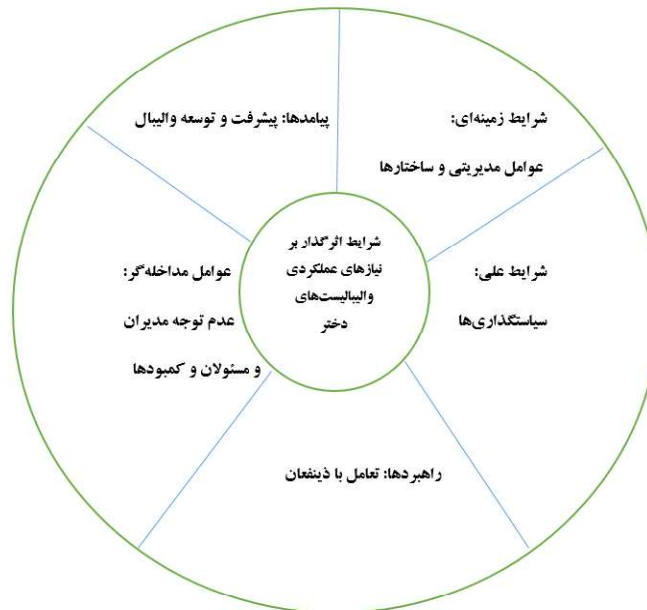 شرایط زمینه‌ای:
عوامل مدیریتی و ساختارها
پیامدها: پیشرفت و توسعه والیبال
شرایط اثرگذار بر
نیازهای عملکردی
والیبالیست‌های
دختر
شرایط علی:
سیاستگذاری‌ها
عوامل مداخله‌گر:
عدم توجه مدیران
و مسئولان و کمبودها
راهبردها: تعامل با ذینفعان